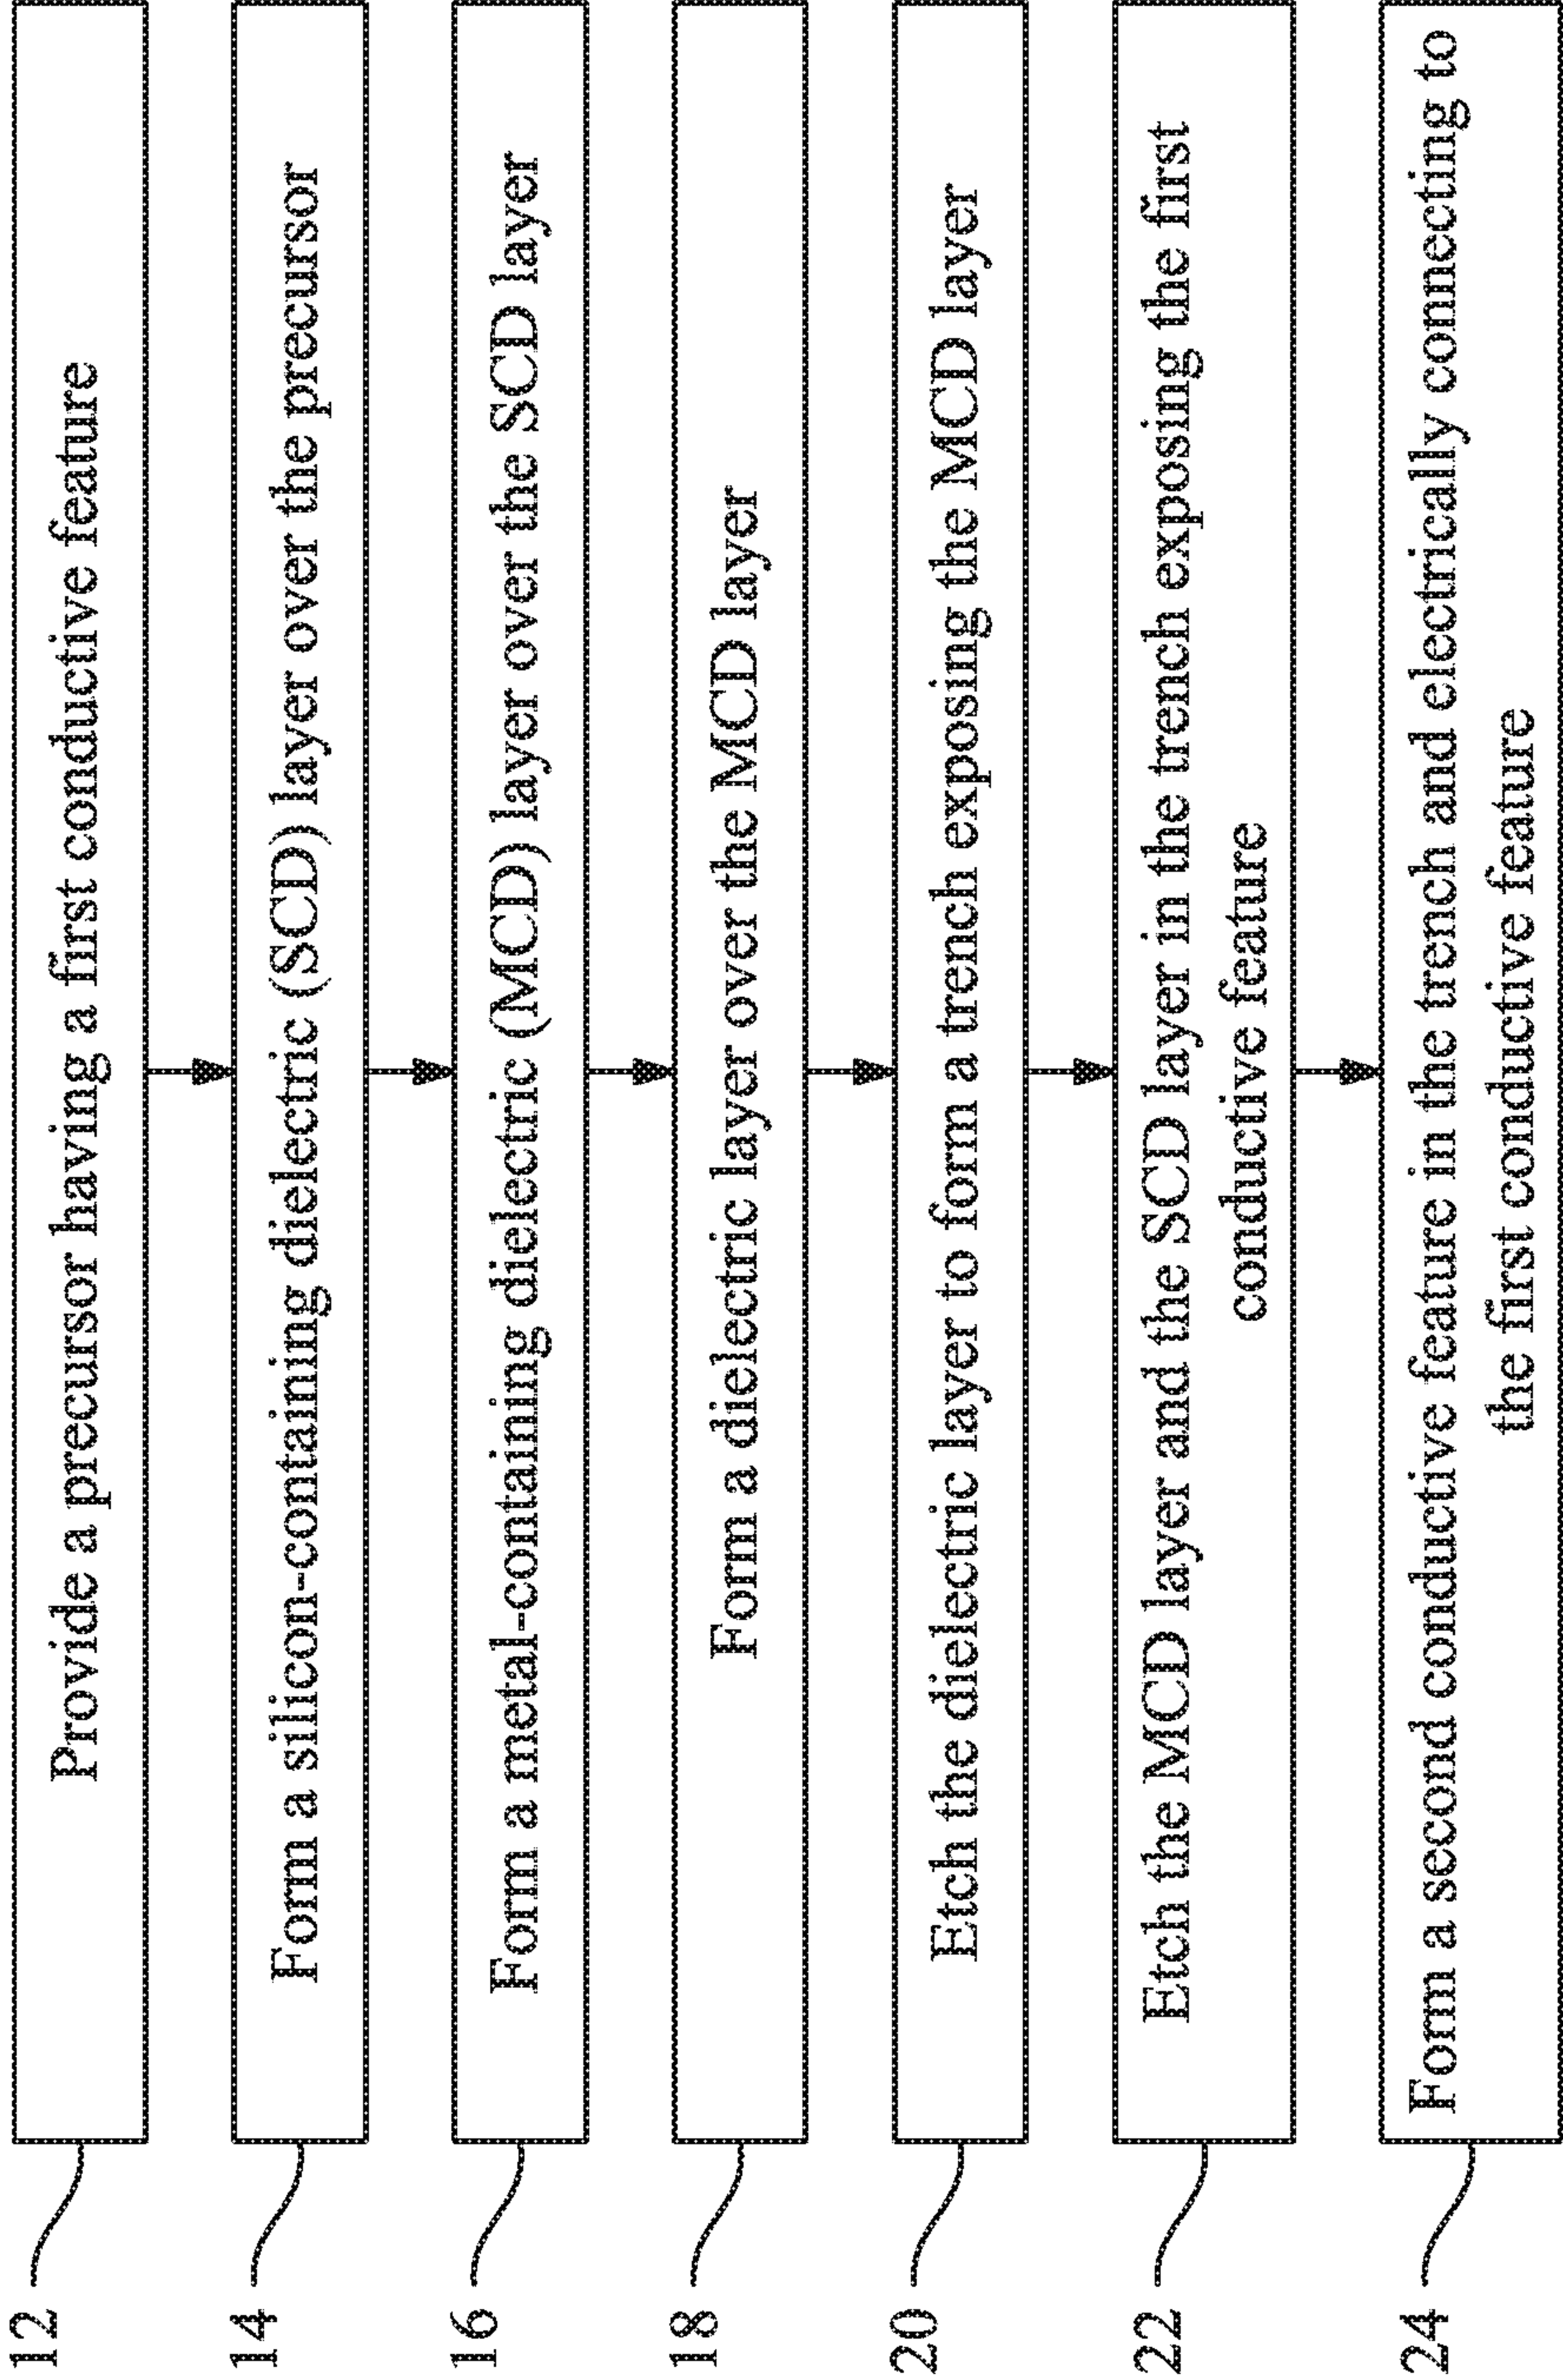 12
Provide a precursor having a first conductive feature
14
Form a silicon-containing dielectric (SCD) layer over the precursor
16
Form a metal-containing dielectric (MCD) layer over the SCD layer
18
Form a dielectric layer over the MCD layer
20
Etch the dielectric layer to form a trench exposing the MCD layer
22
Etch the MCD layer and the SCD layer in the trench exposing the first
conductive feature
24
Form a second conductive feature in the trench and electrically connecting to
the first conductive feature